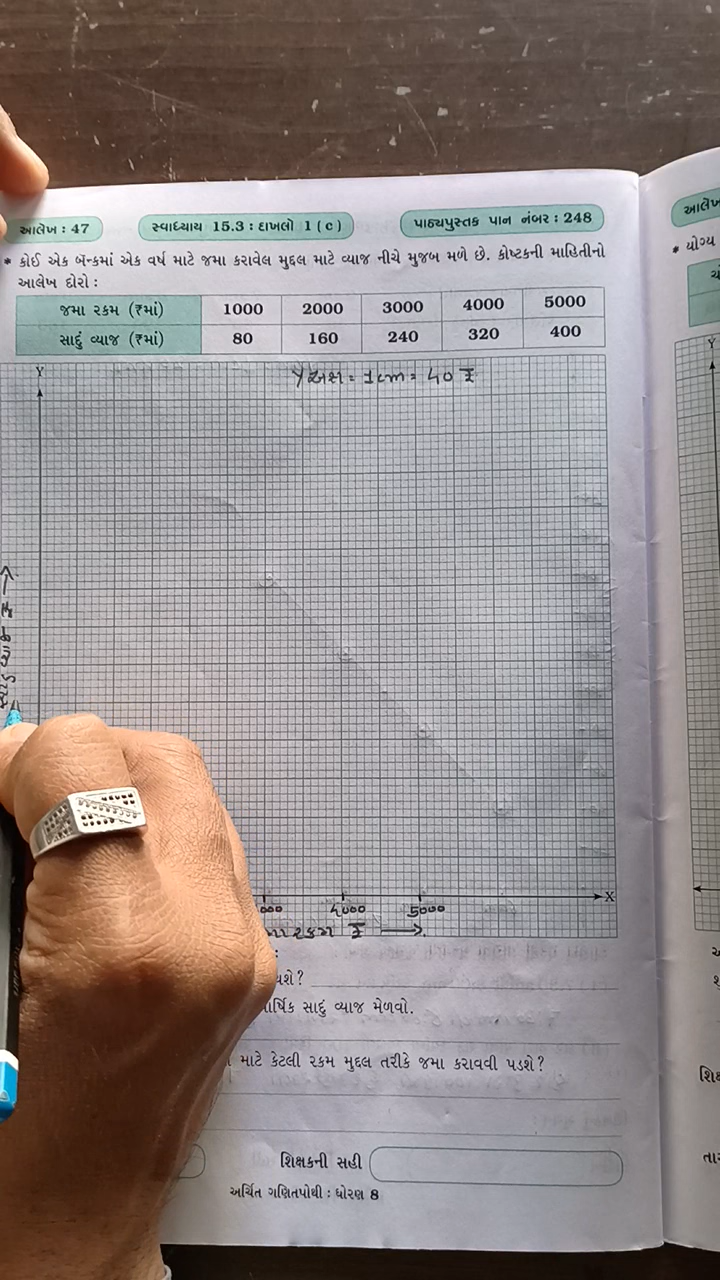 આલેખ : 47 સ્વાધ્યાય 15.3 : દાખલો 1 ( c ) પાઠ્યપુસ્તક પાન નંબર : 248
* કોઈ એક બૅન્કમાં એક વર્ષ માટે જમા કરાવેલ મુદ્દલ માટે વ્યાજ નીચે મુજબ મળે છે. કોષ્ટકની માહિતીનો
આલેખ દોરો :
જમા રકમ (₹માં) 1000 2000 3000 4000 5000
સાદું વ્યાજ (₹માં) 80 160 240 320 400
Y
Y અક્ષ = 1cm = 40 ₹
X
000 4000 5000
મા રકમ ₹ →
શે?
ાર્ષિક સાદું વ્યાજ મેળવો.
માટે કેટલી રકમ મુદ્દલ તરીકે જમા કરાવવી પડશે?
શિક્ષકની સહી
અર્ચિત ગણિતપોથી : ધોરણ 8
આલેખ
* યોગ્ય
Y